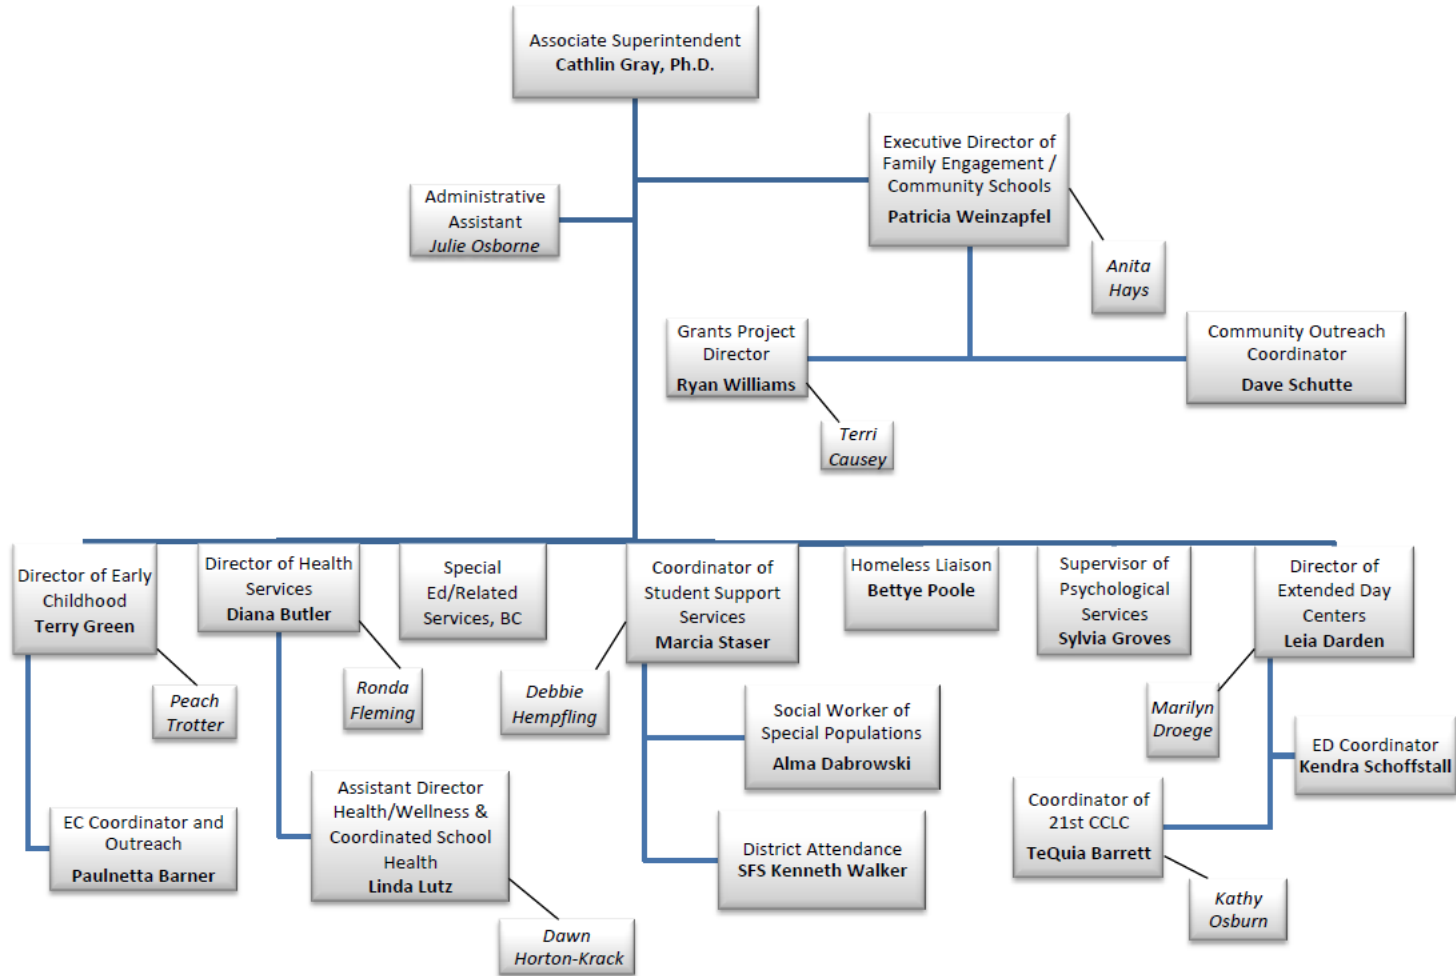 Associate Superintendent
Cathlin Gray, Ph.D.
Executive Director of
Family Engagement /
Community Schools
Patricia Weinzapfel
Administrative
Assistant
Julie Osborne
Anita
Hays
Grants Project
Director
Ryan Williams
Community Outreach
Coordinator
Dave Schutte
Terri
Causey
Director of Early
Childhood
Terry Green
Director of Health
Services
Diana Butler
Special
Ed/Related
Services, BC
Coordinator of
Student Support
Services
Marcia Staser
Homeless Liaison
Bettye Poole
Supervisor of
Psychological
Services
Sylvia Groves
Director of
Extended Day
Centers
Leia Darden
Peach
Trotter
Ronda
Fleming
Debbie
Hempfling
Marilyn
Droege
Social Worker of
Special Populations
Alma Dabrowski
ED Coordinator
Kendra Schoffstall
EC Coordinator and
Outreach
Paulnetta Barner
Assistant Director
Health/Wellness &
Coordinated School
Health
Linda Lutz
District Attendance
SFS Kenneth Walker
Coordinator of
21st CCLC
TeQuia Barrett
Dawn
Horton-Krack
Kathy
Osburn